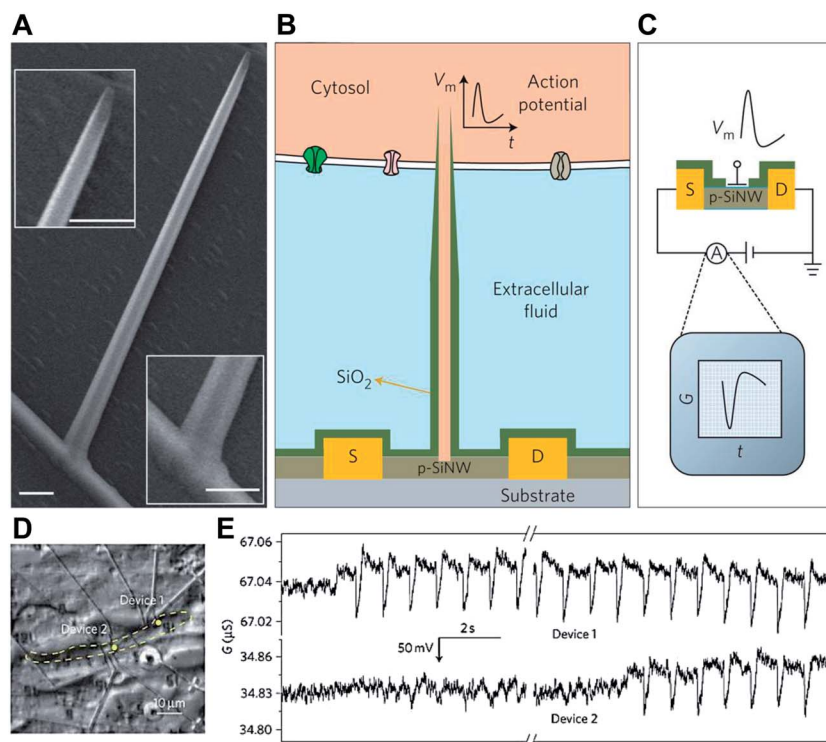 A
B
Cytosol
Vm
t
Action
potential
Extracellular
fluid
SiO2
S
D
p-SiNW
Substrate
C
Vm
S
D
p-SiNW
A
G
t
D
Device 1
Device 2
10 μm
E
67.06
67.04
67.02
34.86
34.83
34.80
G (μS)
2 s
50 mV
Device 1
Device 2